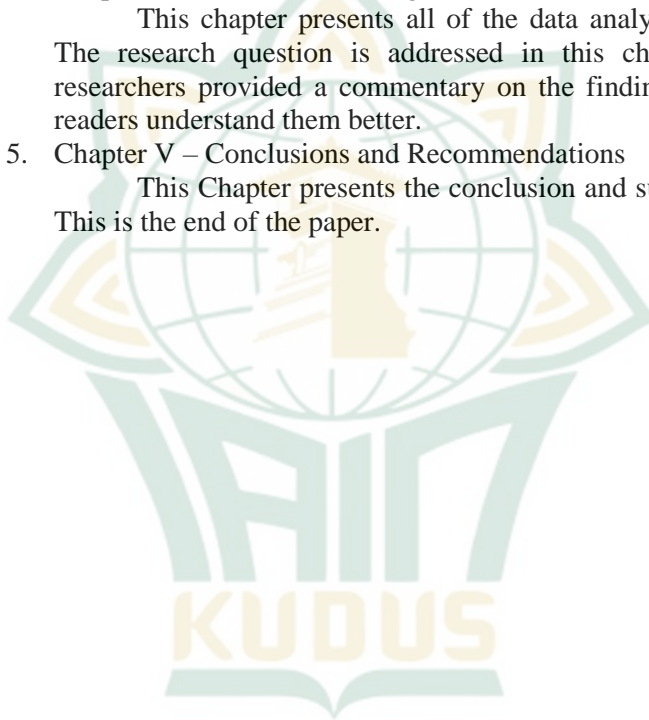 This chapter presents all of the data analy
The research question is addressed in this ch
researchers provided a commentary on the findin
readers understand them better.
5. Chapter V – Conclusions and Recommendations
This Chapter presents the conclusion and s
This is the end of the paper.
IAIN
KUDUS